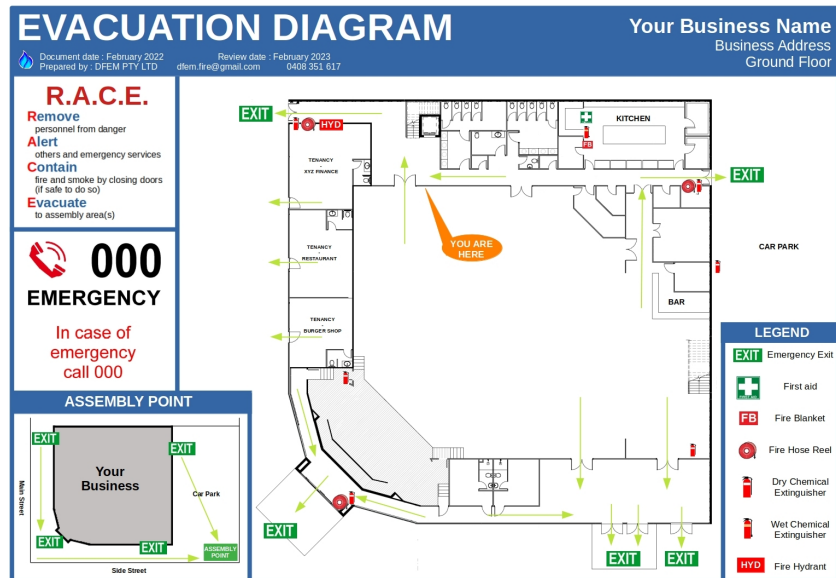 EVACUATION DIAGRAM
Document date : February 2022
Review date : February 2023
Prepared by : DFEM PTY LTD
dfem.fire@gmail.com
0408 351 617
Your Business Name
Business Address
Ground Floor
R.A.C.E.
Remove
personnel from danger
Alert
others and emergency services
Contain
fire and smoke by closing doors
(if safe to do so)
Evacuate
to assembly area(s)
000
EMERGENCY
In case of
emergency
call 000
ASSEMBLY POINT
EXIT
EXIT
Your
Business
Car Park
Main Street
EXIT
EXIT
ASSEMBLY
POINT
Side Street
EXIT
HYD
TENANCY
-
XYZ FINANCE
KITCHEN
FB
EXIT
YOU ARE
HERE
TENANCY
-
RESTAURANT
CAR PARK
BAR
TENANCY
-
BURGER SHOP
EXIT
EXIT
EXIT
LEGEND
EXIT Emergency Exit
First aid
FB Fire Blanket
Fire Hose Reel
Dry Chemical
Extinguisher
Wet Chemical
Extinguisher
HYD Fire Hydrant